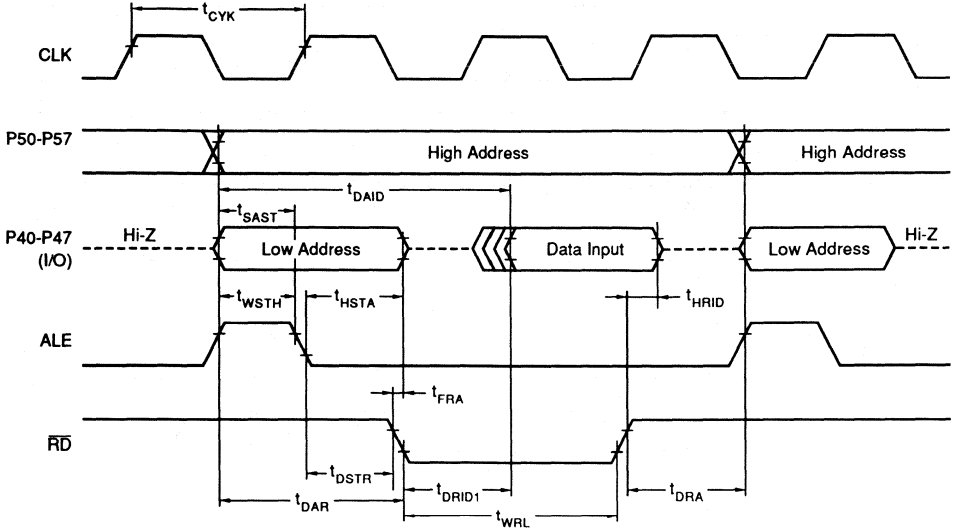 tCYK
CLK
P50-P57
High Address
High Address
tDAID
tSAST
P40-P47
(I/O)
Hi-Z
Low Address
Data Input
Low Address
Hi-Z
tWSTH
tHSTA
tHRID
ALE
tFRA
RD
tDSTR
tDRID1
tDRA
tDAR
tWRL